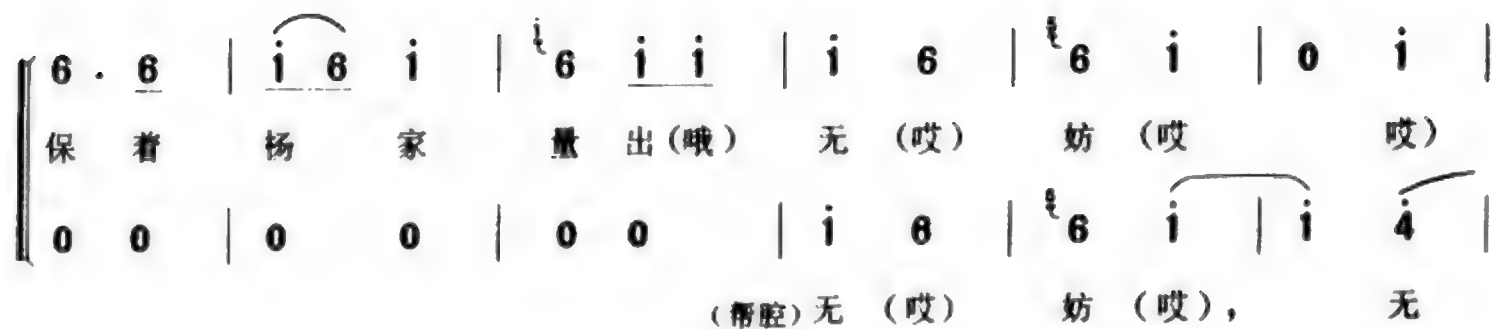 6 · 6 | i 6 i | i 6 i i | i 6 | 6 i | 0 i |
保 着 杨 家 量 出(哦) 无 (哎) 妨 (哎 哎)
0 0 | 0 0 | 0 0 | i 6 | 6 i | i 4 |
(帮腔) 无 (哎) 妨 (哎), 无